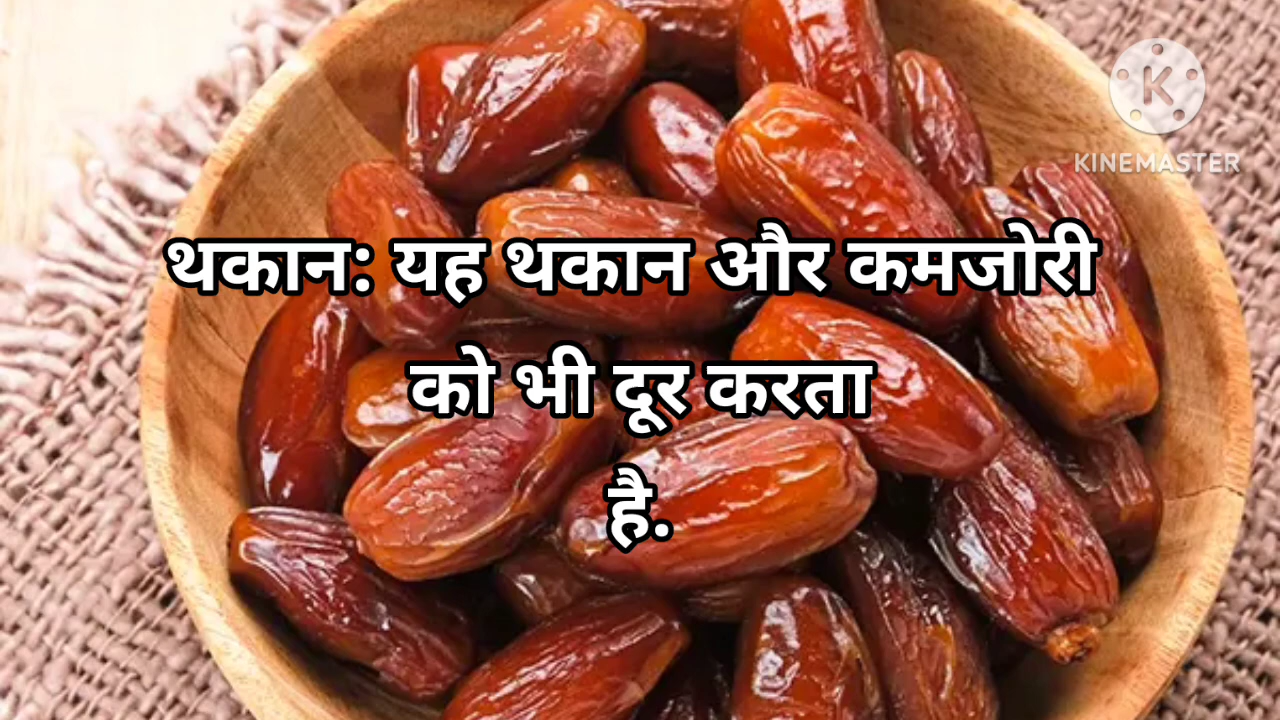 K
KINEMASTER
थकान: यह थकान और कमजोरी
को भी दूर करता
है.